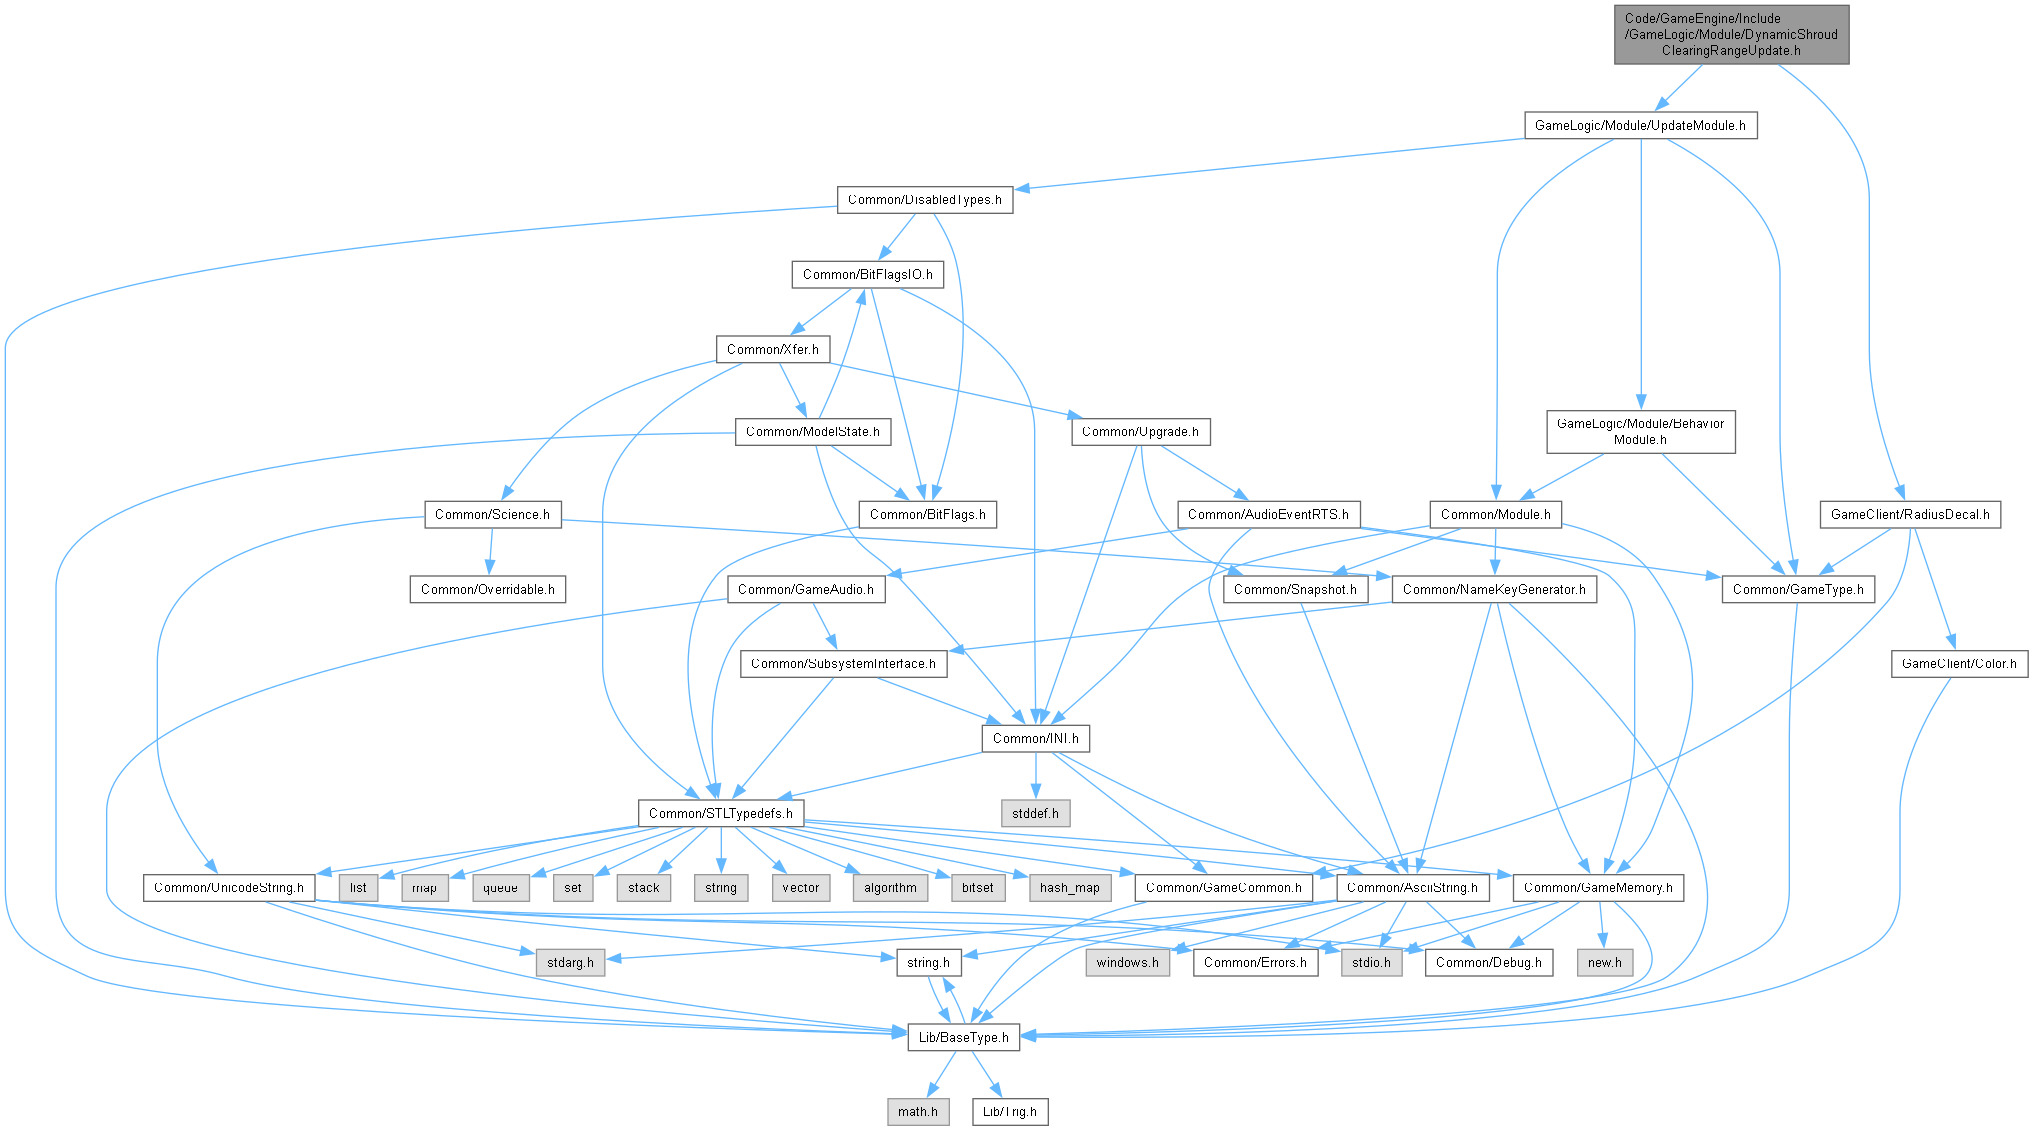 Code/GameEngine/Include
/GameLogic/Module/DynamicShroud
ClearingRangeUpdate.h
GameLogic/Module/UpdateModule.h
Common/DisabledTypes.h
Common/BitFlagsIO.h
Common/Xfer.h
Common/ModelState.h
Common/Upgrade.h
GameLogic/Module/Behavior
Module.h
Common/Science.h
Common/BitFlags.h
Common/AudioEventRTS.h
Common/Module.h
GameClient/RadiusDecal.h
Common/Overridable.h
Common/GameAudio.h
Common/Snapshot.h
Common/NameKeyGenerator.h
Common/GameType.h
Common/SubsystemInterface.h
GameClient/Color.h
Common/INI.h
Common/STLTypedefs.h
stddef.h
Common/UnicodeString.h
list
map
queue
set
stack
string
vector
algorithm
bitset
hash_map
Common/GameCommon.h
Common/AsciiString.h
Common/GameMemory.h
stdarg.h
string.h
windows.h
Common/Errors.h
stdio.h
Common/Debug.h
new.h
Lib/BaseType.h
math.h
Lib/Trig.h